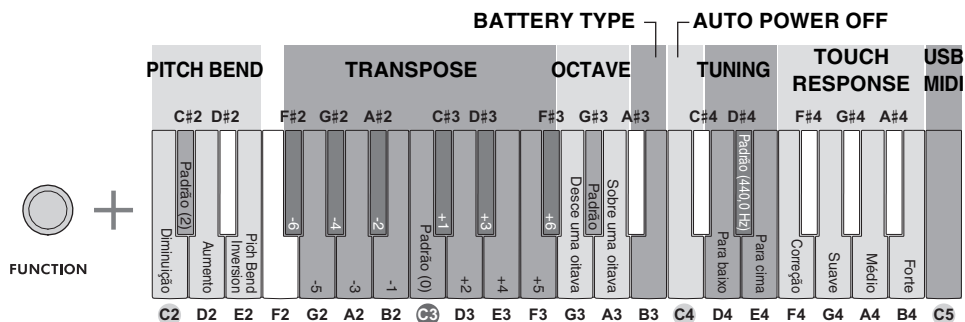 BATTERY TYPE AUTO POWER OFF
PITCH BEND TRANSPOSE OCTAVE TUNING TOUCH RESPONSE USB MIDI
C#2 D#2 F#2 G#2 A#2 C#3 D#3 F#3 G#3 A#3 C#4 D#4 F#4 G#4 A#4
Padrão (2) -6 -4 -2 +1 +3 +6 Padrão Padrão (440,0 Hz)
Diminuição Aumento Pich Bend Inversion -5 -3 -1 Padrão (0) +2 +4 +5 Desce uma oitava Sobre uma oitava Para baixo Para cima Correção Suave Médio Forte
FUNCTION
C2 D2 E2 F2 G2 A2 B2 C3 D3 E3 F3 G3 A3 B3 C4 D4 E4 F4 G4 A4 B4 C5